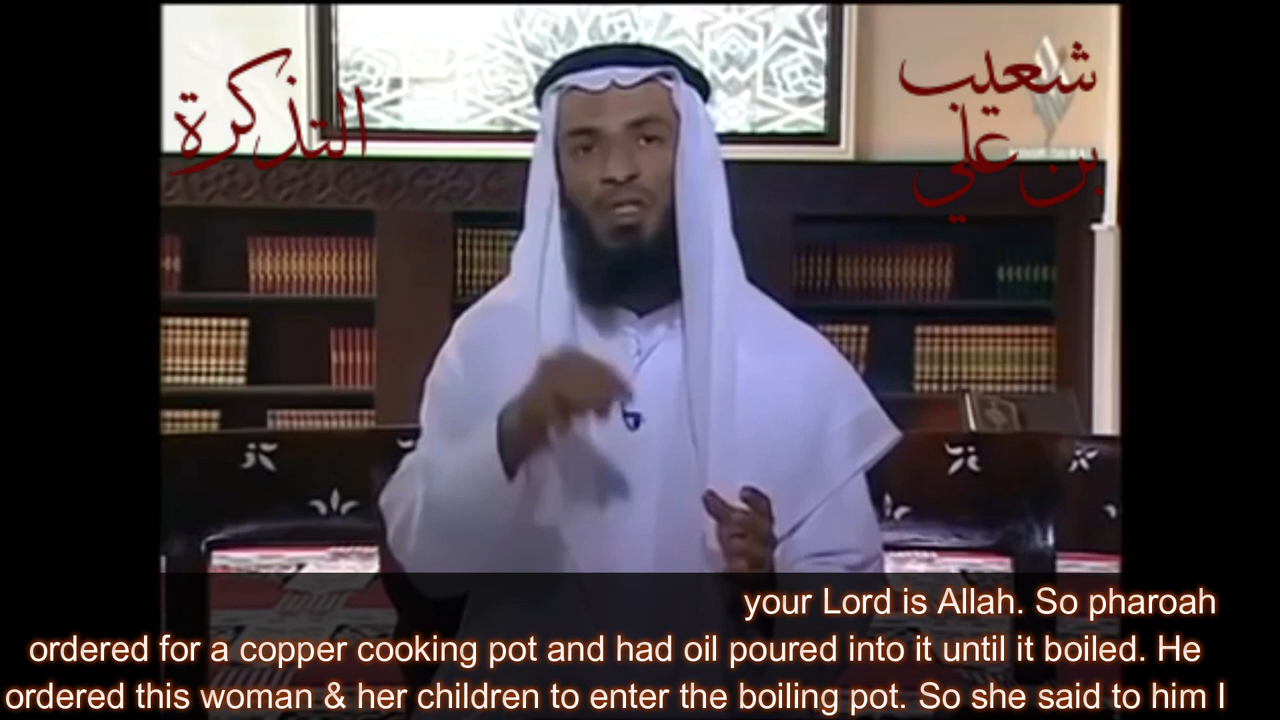 التذكرة
شعيب
بن علي
your Lord is Allah. So pharoah
ordered for a copper cooking pot and had oil poured into it until it boiled. He
ordered this woman & her children to enter the boiling pot. So she said to him I